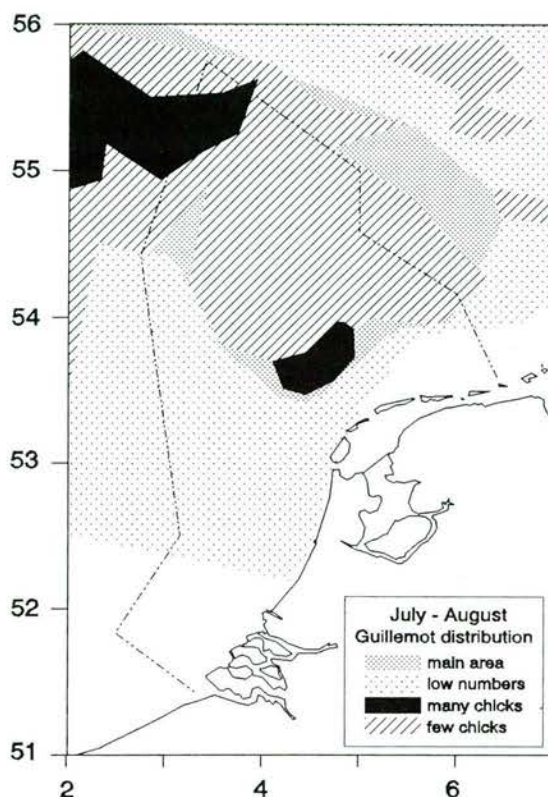 56
55
54
53
52
51
2 4 6
July - August
Guillemot distribution
main area
low numbers
many chicks
few chicks